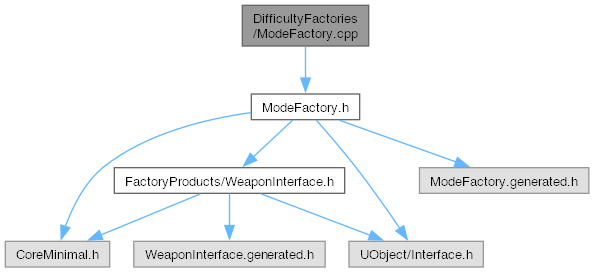 DifficultyFactories
/ModeFactory.cpp
ModeFactory.h
FactoryProducts/WeaponInterface.h
ModeFactory.generated.h
CoreMinimal.h
WeaponInterface.generated.h
UObject/Interface.h